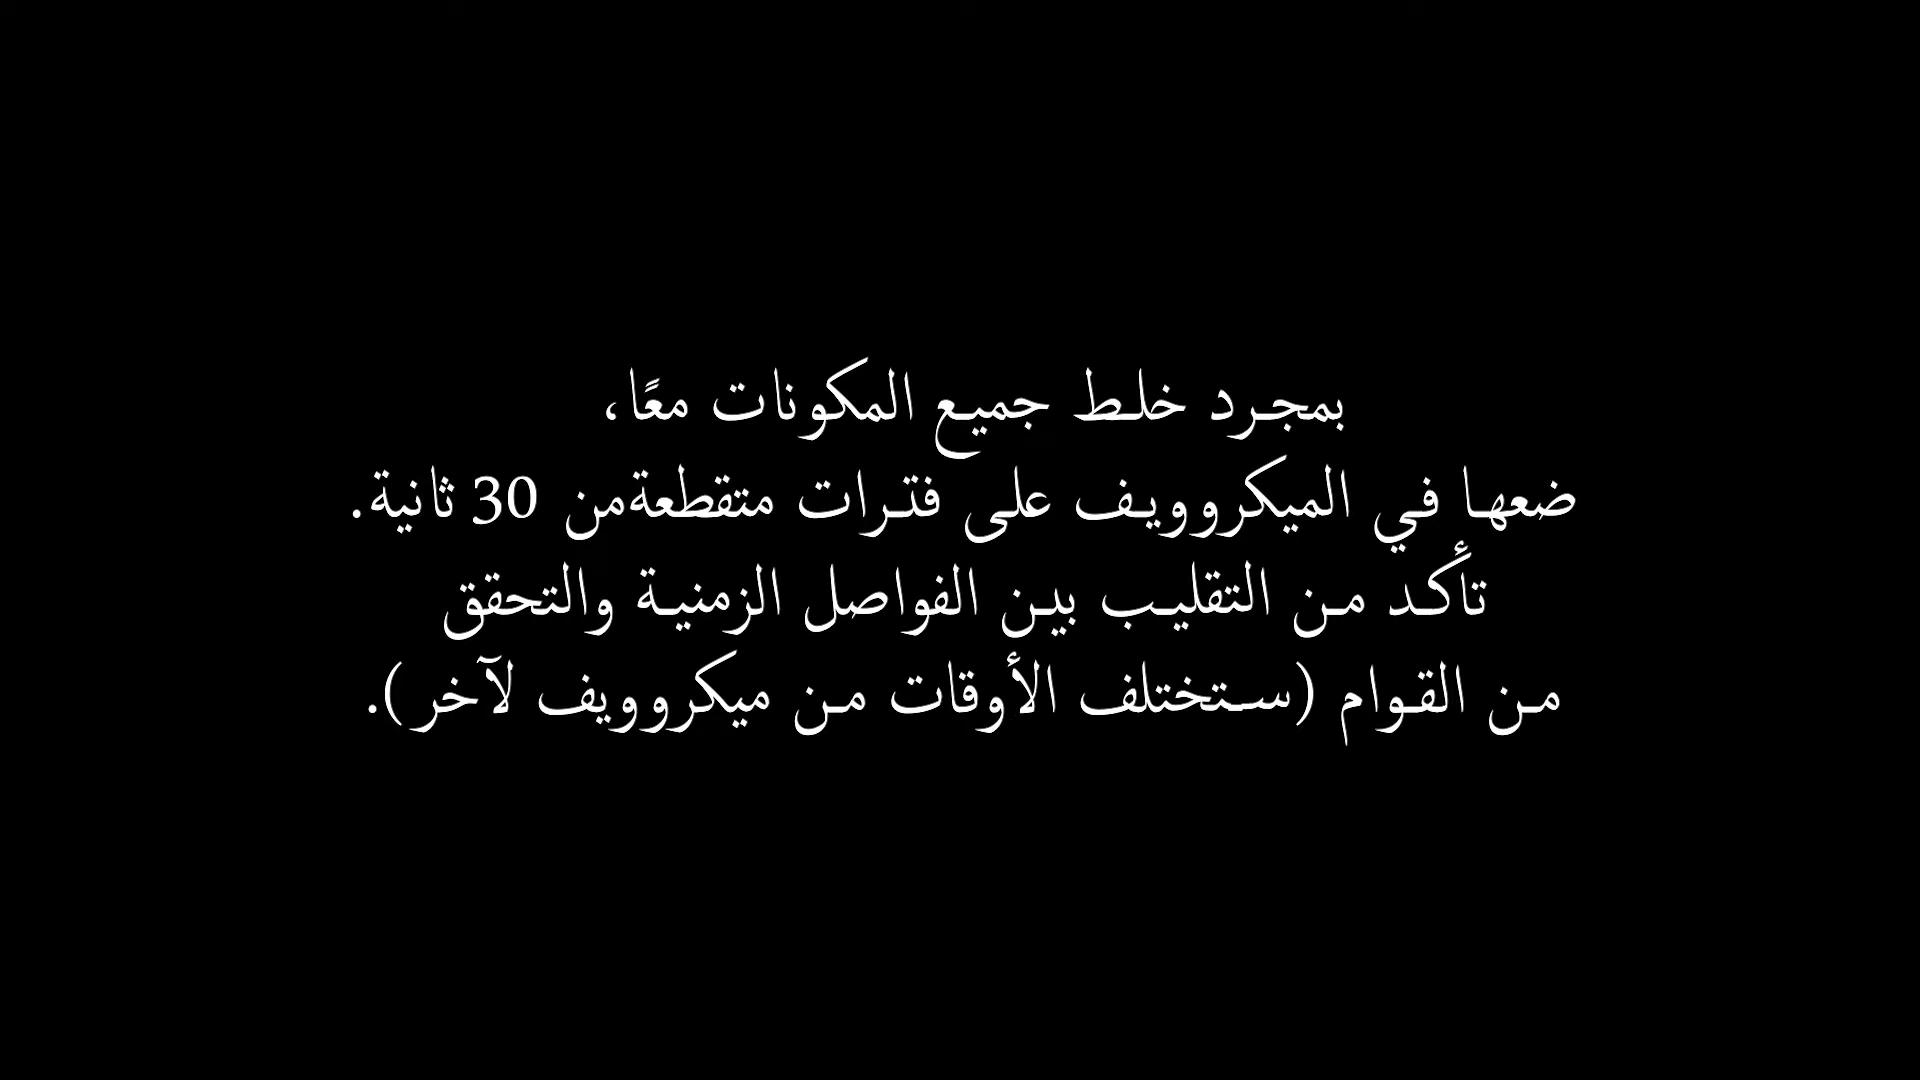 بمجرد خلط جميع المكونات معًا،
ضعها في الميكروويف على فترات متقطعةمن 30 ثانية.
تأكد من التقليب بين الفواصل الزمنية والتحقق
من القوام (ستختلف الأوقات من ميكروويف لآخر).